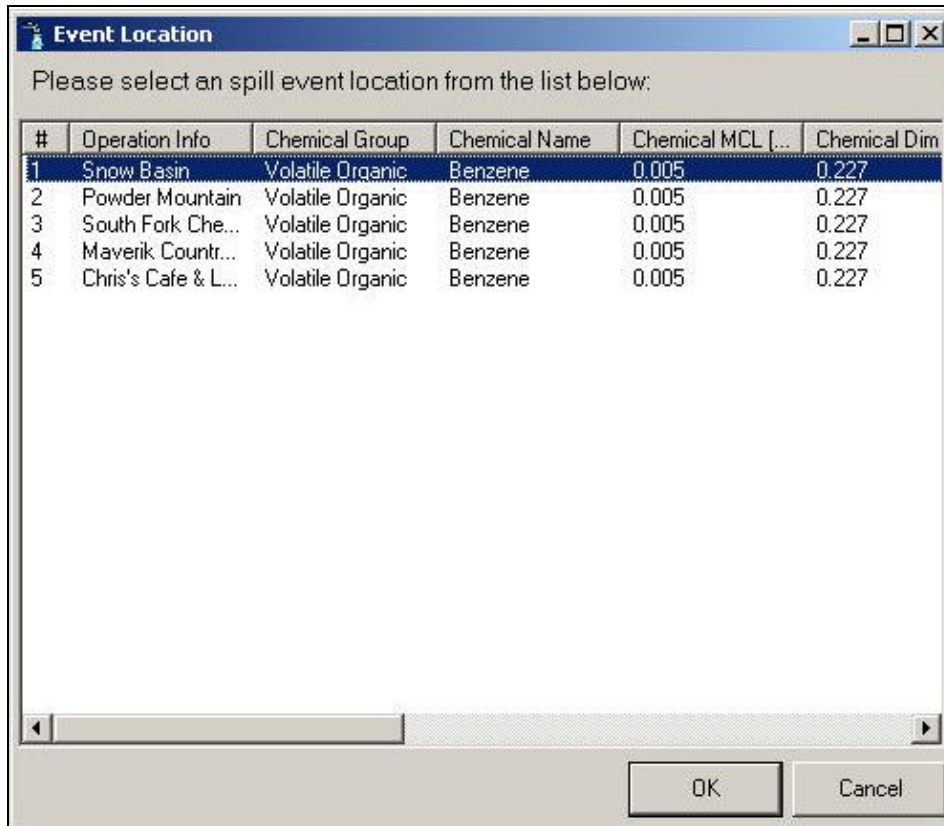 Event Location
Please select an spill event location from the list below:
# Operation Info Chemical Group Chemical Name Chemical MCL [... Chemical Dim
1 Snow Basin Volatile Organic Benzene 0.005 0.227
2 Powder Mountain Volatile Organic Benzene 0.005 0.227
3 South Fork Che... Volatile Organic Benzene 0.005 0.227
4 Maverik Countr... Volatile Organic Benzene 0.005 0.227
5 Chris's Cafe & L... Volatile Organic Benzene 0.005 0.227
OK Cancel